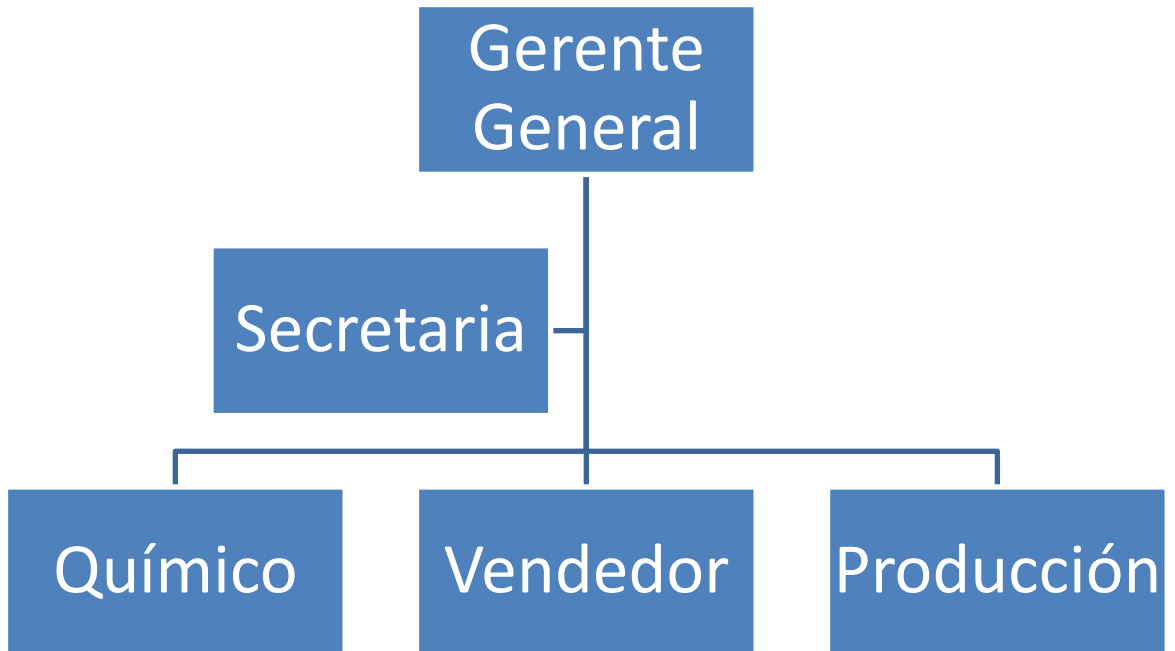 Gerente
General
Secretaria
Químico
Vendedor
Producción